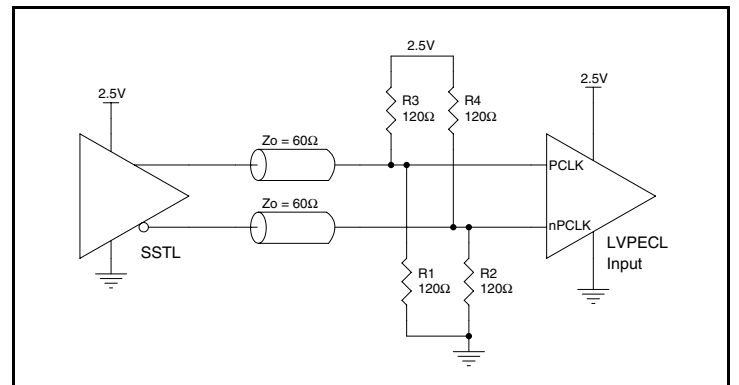 2.5V
2.5V
2.5V
R3
120Ω
R4
120Ω
Zo = 60Ω
PCLK
Zo = 60Ω
nPCLK
SSTL
LVPECL
Input
R1
120Ω
R2
120Ω